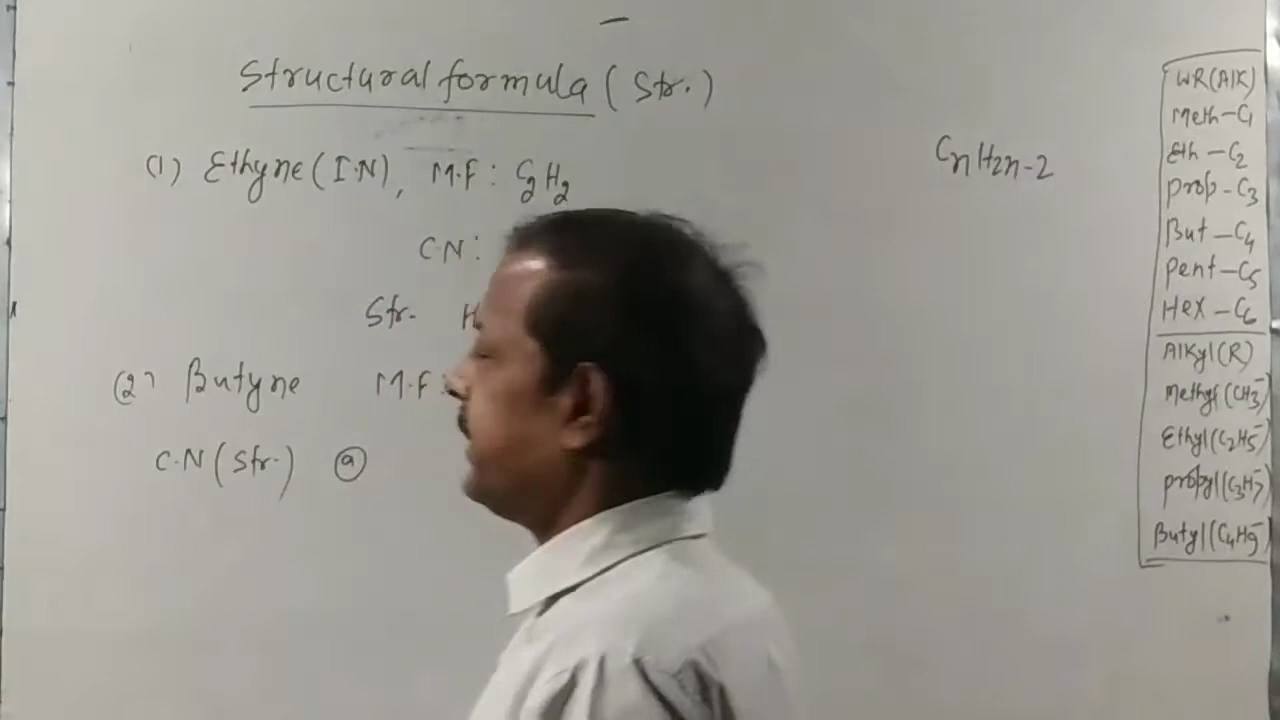 Structural formula (Str.)
(1) Ethyne (I.N), M.F : C2H2
C.N :
Str. H
(2) Butyne M.F :
C.N (Str.) (a)
CnH2n-2
WR(Alk)
Meth-C1
Eth-C2
Prop-C3
But-C4
Pent-C5
Hex-C6
Alkyl(R)
Methyl(CH3-)
Ethyl(C2H5-)
propyl(C3H7-)
Butyl(C4H9-)